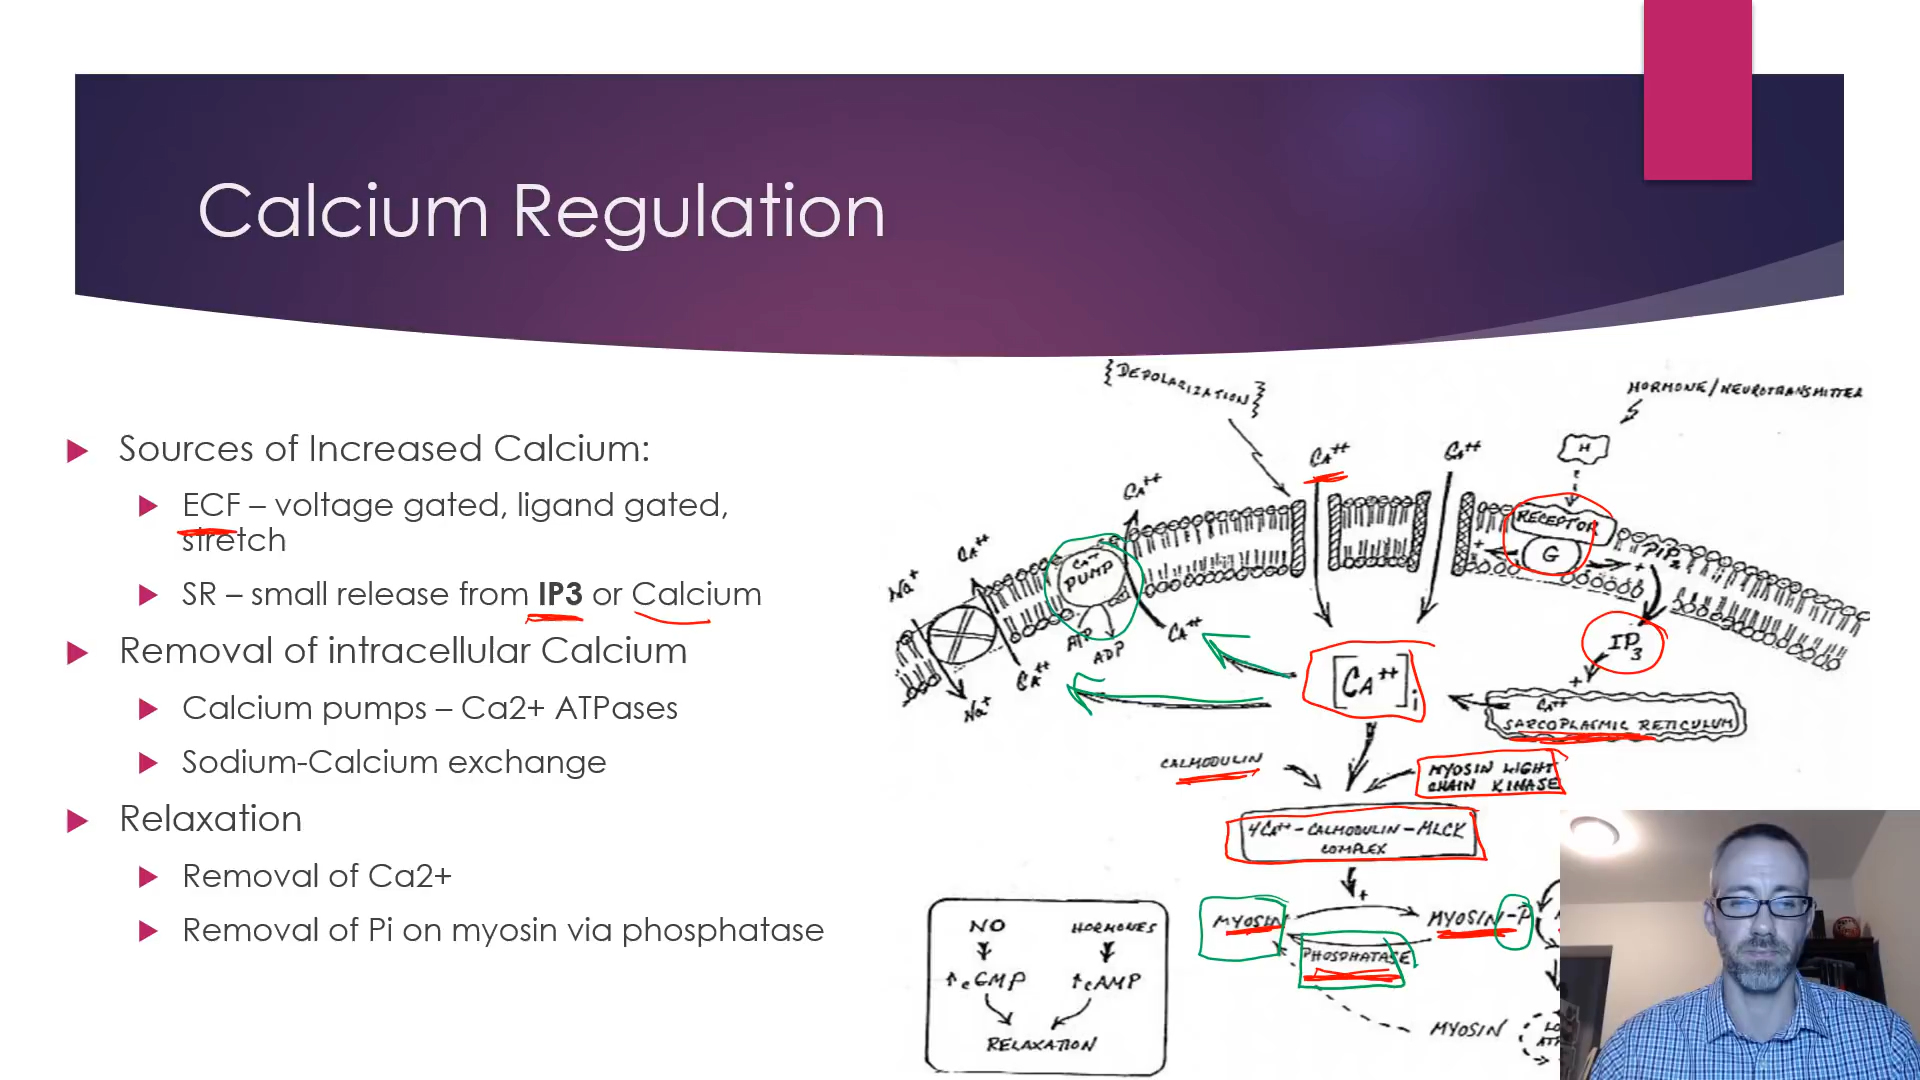 Calcium Regulation
Sources of Increased Calcium:
ECF – voltage gated, ligand gated,
stretch
SR – small release from IP3 or Calcium
Removal of intracellular Calcium
Calcium pumps – Ca2+ ATPases
Sodium-Calcium exchange
Relaxation
Removal of Ca2+
Removal of Pi on myosin via phosphatase
{DEPOLARIZATION}
HORMONE/NEUROTRANSMITTER
H
CA++
CA++
CA++
CA++
RECEPTOR
G
+
+
PIP2
Na+
CA++
PUMP
ATP
ADP
CA++
CA++
Na+
IP3
+
[CA++]i
CA++
SARCOPLASMIC RETICULUM
CALMODULIN
MYOSIN LIGHT
CHAIN KINASE
4CA++-CALMODULIN-MLCK
COMPLEX
+
MYOSIN
MYOSIN-P
PHOSPHATASE
MYOSIN
NO
HORMONES
↑cGMP
↑cAMP
RELAXATION